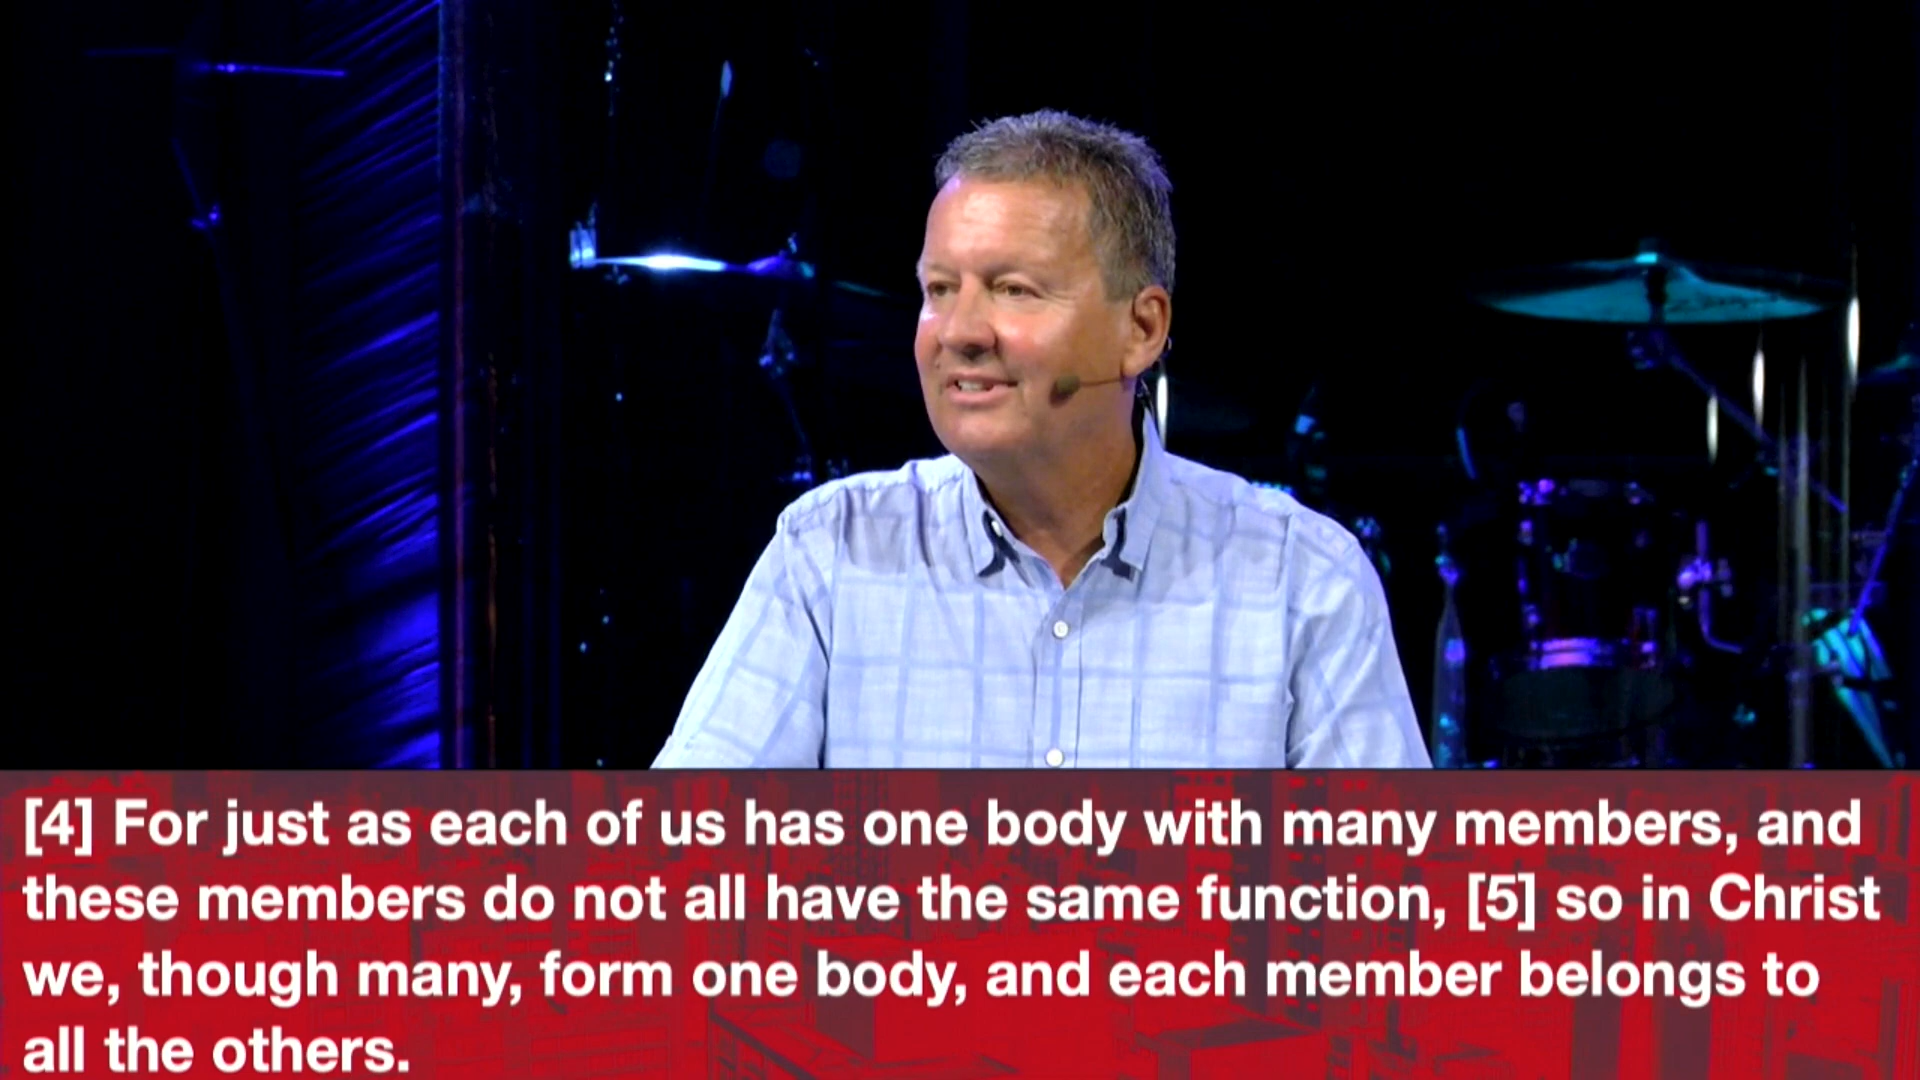 [4] For just as each of us has one body with many members, and
these members do not all have the same function, [5] so in Christ
we, though many, form one body, and each member belongs to
all the others.